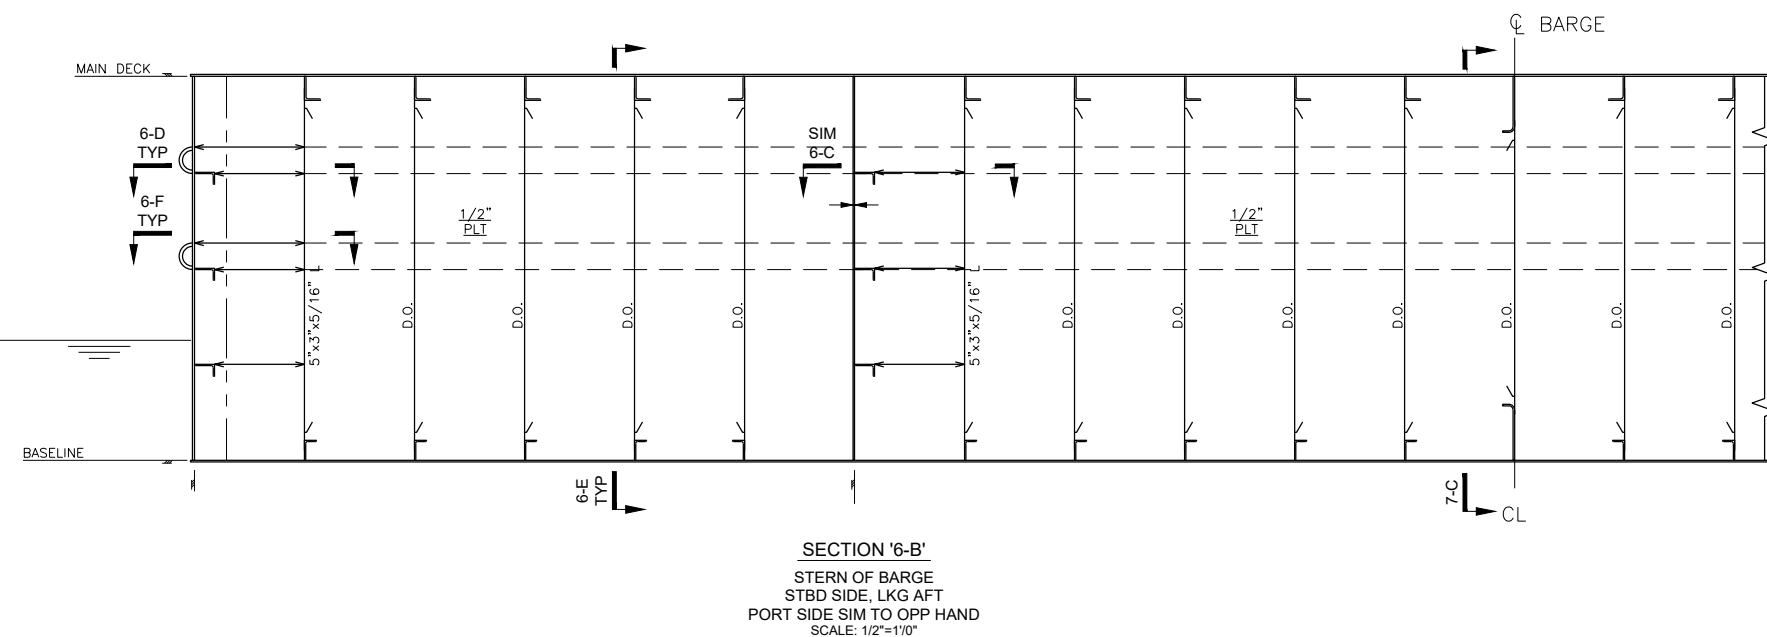 ℄ BARGE
MAIN DECK
6-D
TYP
SIM
6-C
6-F
TYP
1/2"
PLT
1/2"
PLT
5"x3"x5/16" L
D.O.
D.O.
D.O.
D.O.
5"x3"x5/16" L
D.O.
D.O.
D.O.
D.O.
D.O.
D.O.
D.O.
BASELINE
6-E
TYP
7-C
CL
SECTION '6-B'
STERN OF BARGE
STBD SIDE, LKG AFT
PORT SIDE SIM TO OPP HAND
SCALE: 1/2"=1'0"